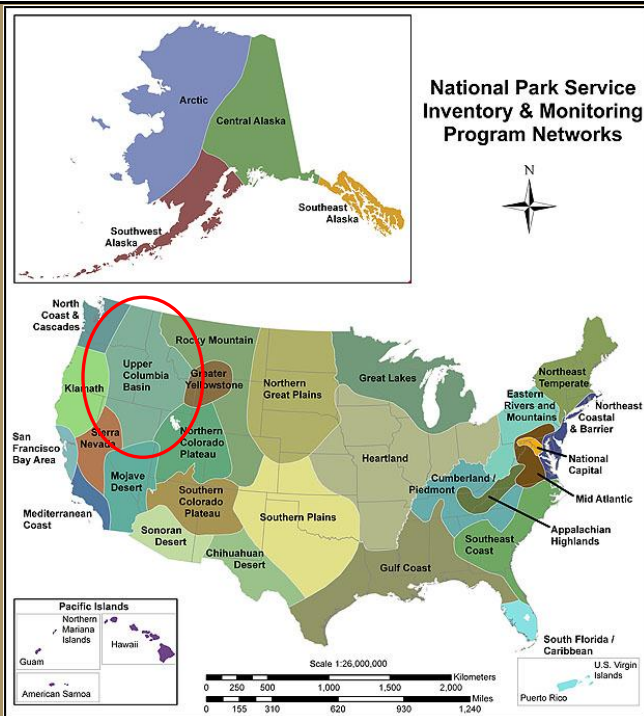 National Park Service
Inventory & Monitoring
Program Networks
N
Arctic
Central Alaska
Southwest
Alaska
Southeast
Alaska
North
Coast &
Cascades
Rocky Mountain
Upper
Columbia
Basin
Klamath
Greater
Yellowstone
Northern
Great Plains
Great Lakes
Northeast
Temperate
Eastern
Rivers and
Mountains
Northeast
Coastal
& Barrier
San
Francisco
Bay Area
Sierra
Nevada
Northern
Colorado
Plateau
Heartland
National
Capital
Mojave
Desert
Cumberland /
Piedmont
Mid Atlantic
Mediterranean
Coast
Southern
Colorado
Plateau
Southern Plains
Appalachian
Highlands
Sonoran
Desert
Chihuahuan
Desert
Southeast
Coast
Gulf Coast
South Florida /
Caribbean
Pacific Islands
Northern
Mariana
Islands
Hawaii
Guam
American Samoa
Scale 1:26,000,000
Kilometers
0 250 500 1,000 1,500 2,000
Miles
0 155 310 620 930 1,240
U.S. Virgin
Islands
Puerto Rico